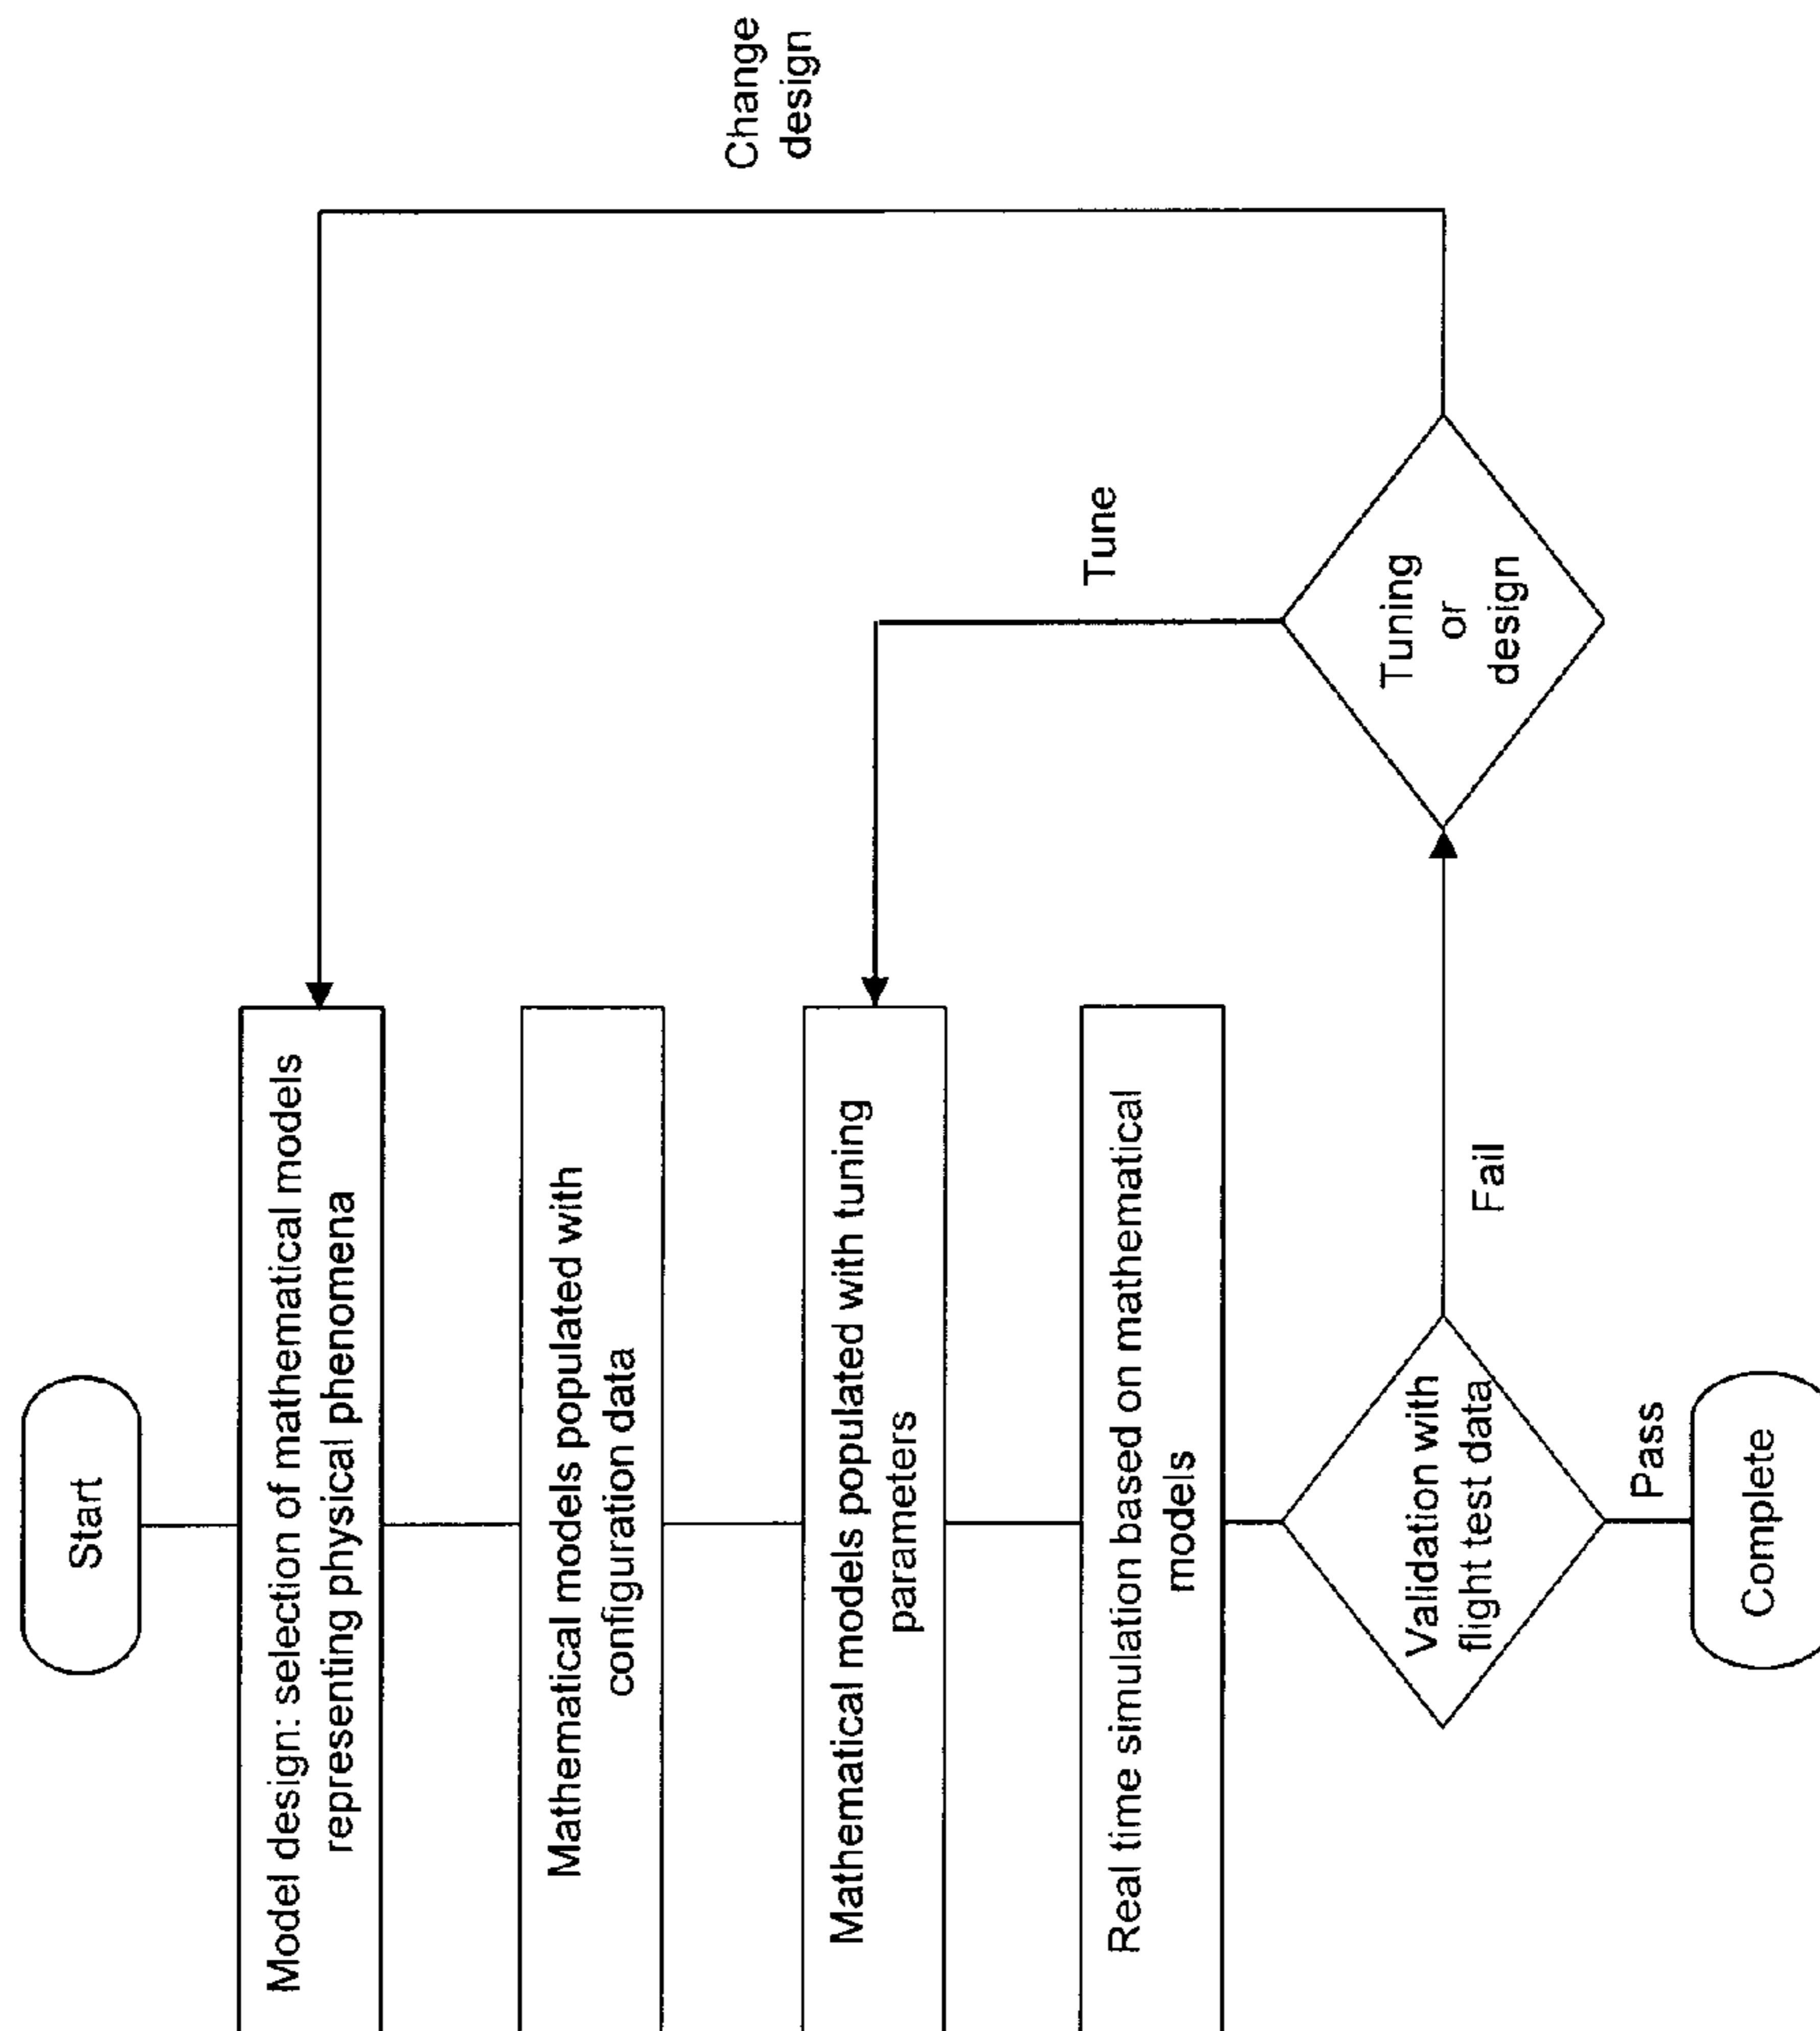 Start
Model design: selection of mathematical models
representing physical phenomena
Mathematical models populated with
configuration data
Mathematical models populated with tuning
parameters
Real time simulation based on mathematical
models
Validation with
flight test data
Fail
Pass
Complete
Tuning
or
design
Tune
Change
design